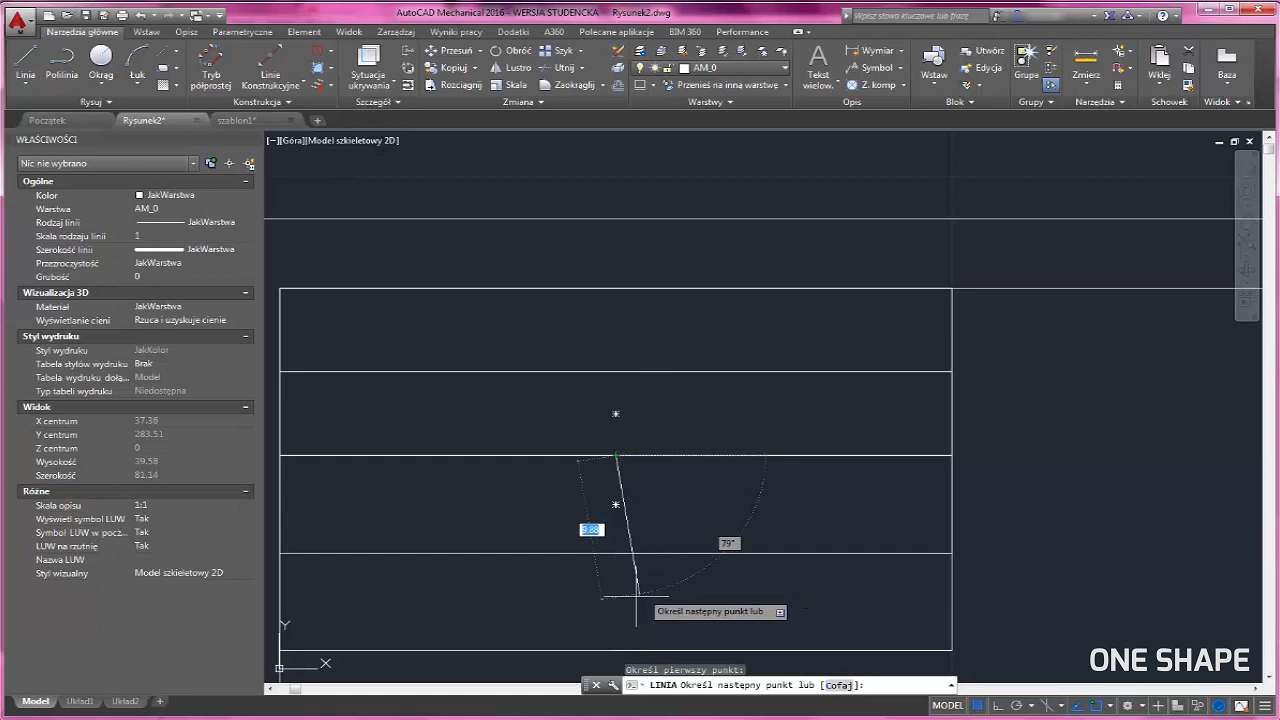 AutoCAD Mechanical 2016 - WERSJA STUDENCKA Rysunek2.dwg
Wpisz słowo kluczowe lub frazę
Narzędzia główne Wstaw Opisz Parametryczne Element Widok Zarządzaj Wyniki pracy Dodatki A360 Polecane aplikacje BIM 360 Performance
Linia Polilinia Okrąg Łuk
Tryb półprostej
Linie Konstrukcyjne
Sytuacja ukrywania
Przesuń Obróć Szyk
Kopiuj Lustro Utnij
Rozciągnij Skala Zaokrąglij
AM_0
Przenieś na inną warstwę
Tekst wielow.
Wymiar
Symbol
Z. komp
Wstaw
Utwórz
Edycja
Grupa
Zmierz
Wklej
Baza
Rysuj Konstrukcja Szczegół Zmiana Warstwy Opis Blok Grupy Narzędzia Schowek Widok
Początek Rysunek2* szablon1*
WŁAŚCIWOŚCI
[−][Góra][Model szkieletowy 2D]
Nic nie wybrano
Ogólne
Kolor JakWarstwa
Warstwa AM_0
Rodzaj linii JakWarstwa
Skala rodzaju linii 1
Szerokość linii JakWarstwa
Przezroczystość JakWarstwa
Grubość 0
Wizualizacja 3D
Materiał JakWarstwa
Wyświetlanie cieni Rzuca i uzyskuje cienie
Styl wydruku
Styl wydruku JakKolor
Tabela stylów wydruku Brak
Tabela wydruku dołą... Model
Typ tabeli wydruku Niedostępna
Widok
X centrum 37.36
Y centrum 283.51
Z centrum 0
Wysokość 39.58
Szerokość 81.14
Różne
Skala opisu 1:1
Wyświetl symbol LUW Tak
Symbol LUW w pocz... Tak
LUW na rzutnię Tak
Nazwa LUW
Styl wizualny Model szkieletowy 2D
79°
Określ następny punkt lub
Y
X
ONE SHAPE
Określ pierwszy punkt:
LINIA Określ następny punkt lub [Cofaj]:
Model Układ1 Układ2 +
MODEL 1:1